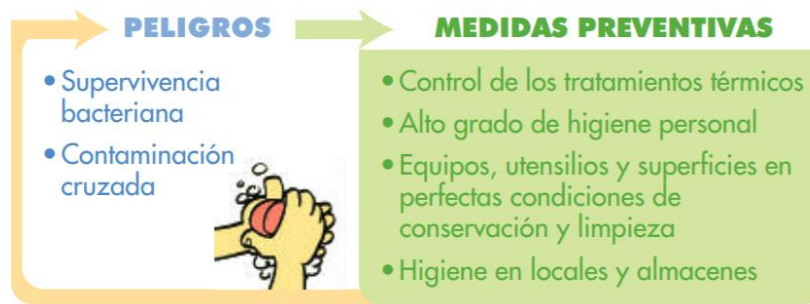 PELIGROS
• Supervivencia
bacteriana
• Contaminación
cruzada
MEDIDAS PREVENTIVAS
• Control de los tratamientos térmicos
• Alto grado de higiene personal
• Equipos, utensilios y superficies en
perfectas condiciones de
conservación y limpieza
• Higiene en locales y almacenes